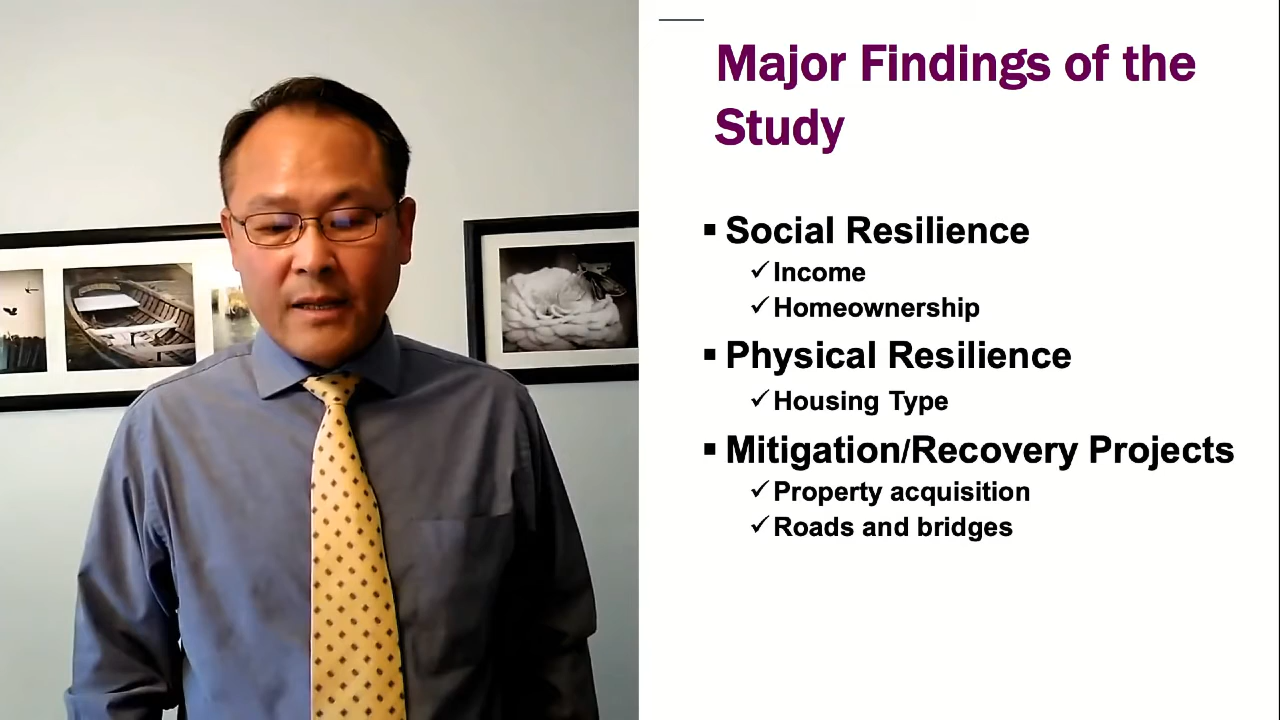 Major Findings of the
Study
▪ Social Resilience
✓ Income
✓ Homeownership
▪ Physical Resilience
✓ Housing Type
▪ Mitigation/Recovery Projects
✓ Property acquisition
✓ Roads and bridges